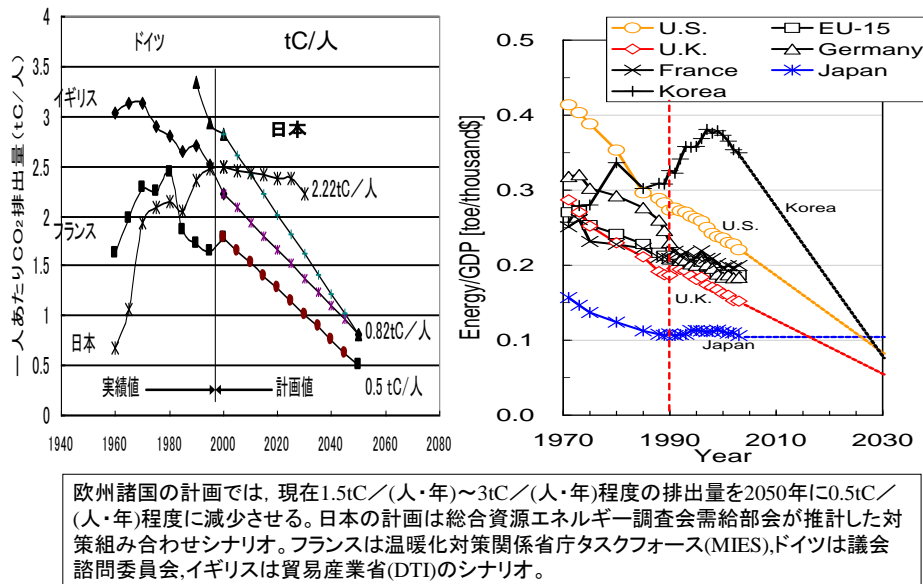 ドイツ tC/人
一人あたりCO₂排出量(tC/人)
4
3.5
3
2.5
2
1.5
1
0.5
0
イギリス
日本
2.22tC/人
フランス
日本
0.82tC/人
0.5 tC/人
実績値 計画値
1940 1950 1960 1970 1980 1990 2000 2010 2020 2030 2040 2050 2050
U.S. EU-15
U.K. Germany
France Japan
Korea
Energy/GDP [toe/thousand$]
0.5
0.4
0.3
0.2
0.1
0.0
U.S.
Korea
U.K.
Japan
1970 1990 2010 2030
Year
欧州諸国の計画では, 現在1.5tC/(人・年)~3tC/(人・年)程度の排出量を2050年に0.5tC/
(人・年)程度に減少させる。日本の計画は総合資源エネルギー調査会需給部会が推計した対
策組み合わせシナリオ。フランスは温暖化対策関係省庁タスクフォース(MIES),ドイツは議会
諮問委員会,イギリスは貿易産業省(DTI)のシナリオ。